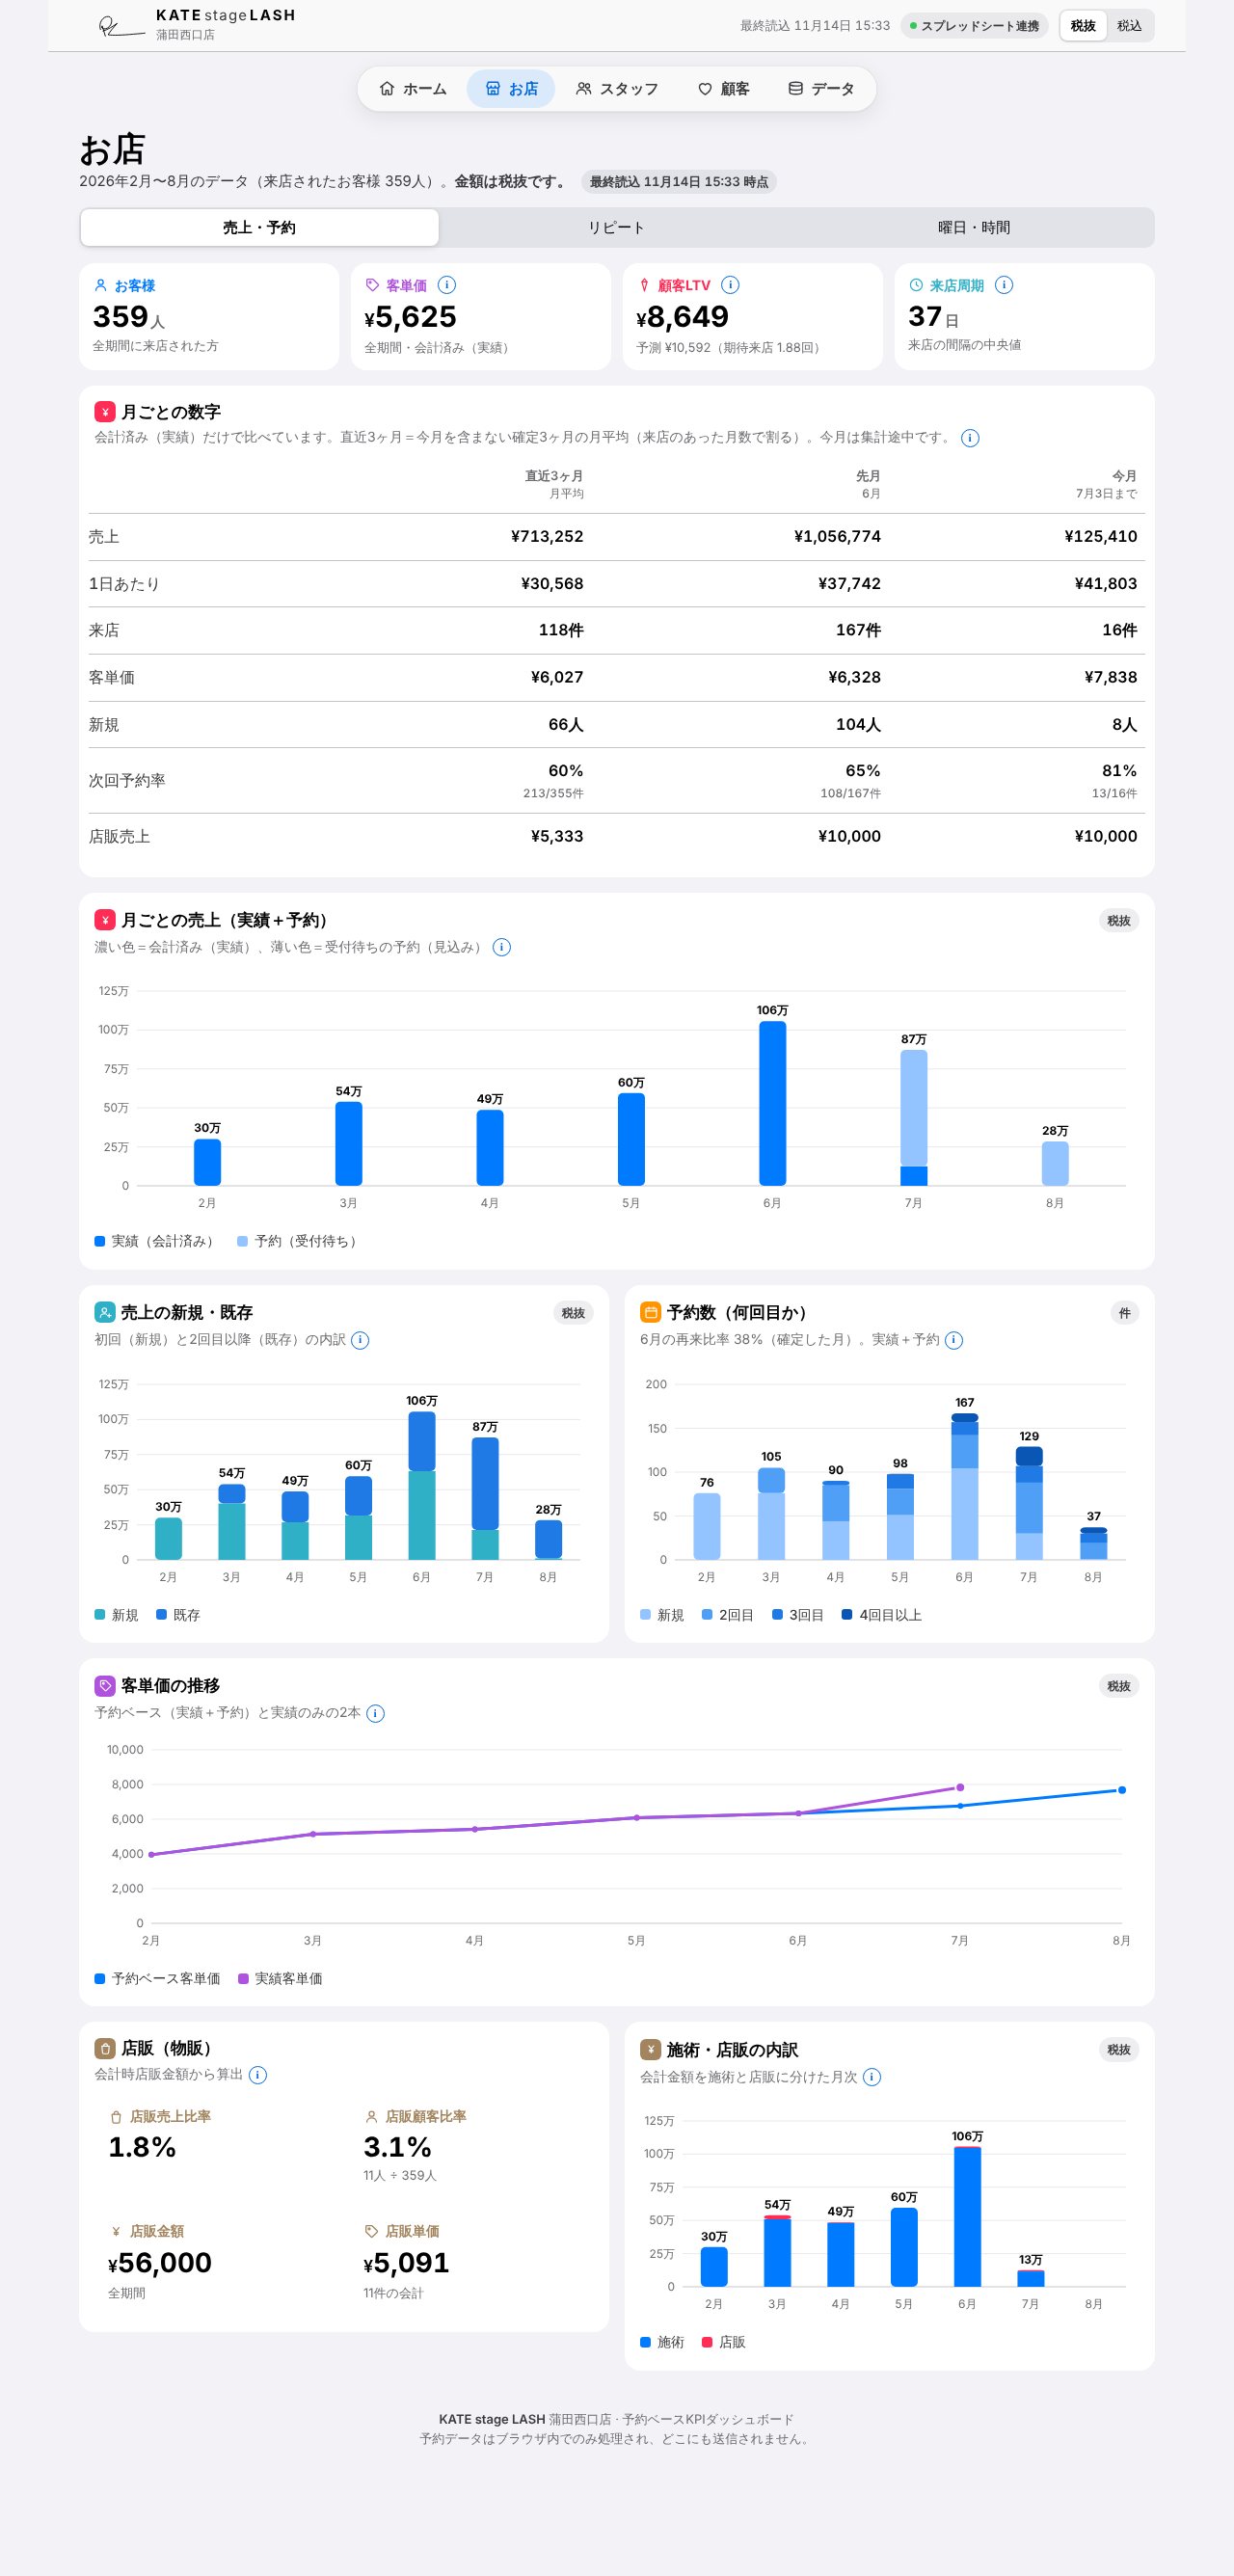 KATE stage LASH
蒲田西口店
最終読込 11月14日 15:33
スプレッドシート連携
税抜 税込
ホーム お店 スタッフ 顧客 データ
お店
2026年2月〜8月のデータ（来店されたお客様 359人）。金額は税抜です。 最終読込 11月14日 15:33 時点
売上・予約 リピート 曜日・時間
お客様
359人
全期間に来店された方
客単価
¥5,625
全期間・会計済み（実績）
顧客LTV
¥8,649
予測 ¥10,592（期待来店 1.88回）
来店周期
37日
来店の間隔の中央値
月ごとの数字
会計済み（実績）だけで比べています。直近3ヶ月＝今月を含まない確定3ヶ月の月平均（来店のあった月数で割る）。今月は集計途中です。
直近3ヶ月 先月 今月
月平均 6月 7月3日まで
売上 ¥713,252 ¥1,056,774 ¥125,410
1日あたり ¥30,568 ¥37,742 ¥41,803
来店 118件 167件 16件
客単価 ¥6,027 ¥6,328 ¥7,838
新規 66人 104人 8人
次回予約率 60% 65% 81%
213/355件 108/167件 13/16件
店販売上 ¥5,333 ¥10,000 ¥10,000
月ごとの売上（実績＋予約）
税抜
濃い色＝会計済み（実績）、薄い色＝受付待ちの予約（見込み）
125万
100万
75万
50万
25万
0
30万 54万 49万 60万 106万 87万 28万
2月 3月 4月 5月 6月 7月 8月
実績（会計済み） 予約（受付待ち）
売上の新規・既存
税抜
初回（新規）と2回目以降（既存）の内訳
125万
100万
75万
50万
25万
0
30万 54万 49万 60万 106万 87万 28万
2月 3月 4月 5月 6月 7月 8月
新規 既存
予約数（何回目か）
件
6月の再来比率 38%（確定した月）。実績＋予約
200
150
100
50
0
76 105 90 98 167 129 37
2月 3月 4月 5月 6月 7月 8月
新規 2回目 3回目 4回目以上
客単価の推移
税抜
予約ベース（実績＋予約）と実績のみの2本
10,000
8,000
6,000
4,000
2,000
0
2月 3月 4月 5月 6月 7月 8月
予約ベース客単価 実績客単価
店販（物販）
会計時店販金額から算出
店販売上比率
1.8%
店販顧客比率
3.1%
11人 ÷ 359人
店販金額
¥56,000
全期間
店販単価
¥5,091
11件の会計
施術・店販の内訳
税抜
会計金額を施術と店販に分けた月次
125万
100万
75万
50万
25万
0
30万 54万 49万 60万 106万 13万
2月 3月 4月 5月 6月 7月 8月
施術 店販
KATE stage LASH 蒲田西口店 · 予約ベースKPIダッシュボード
予約データはブラウザ内でのみ処理され、どこにも送信されません。